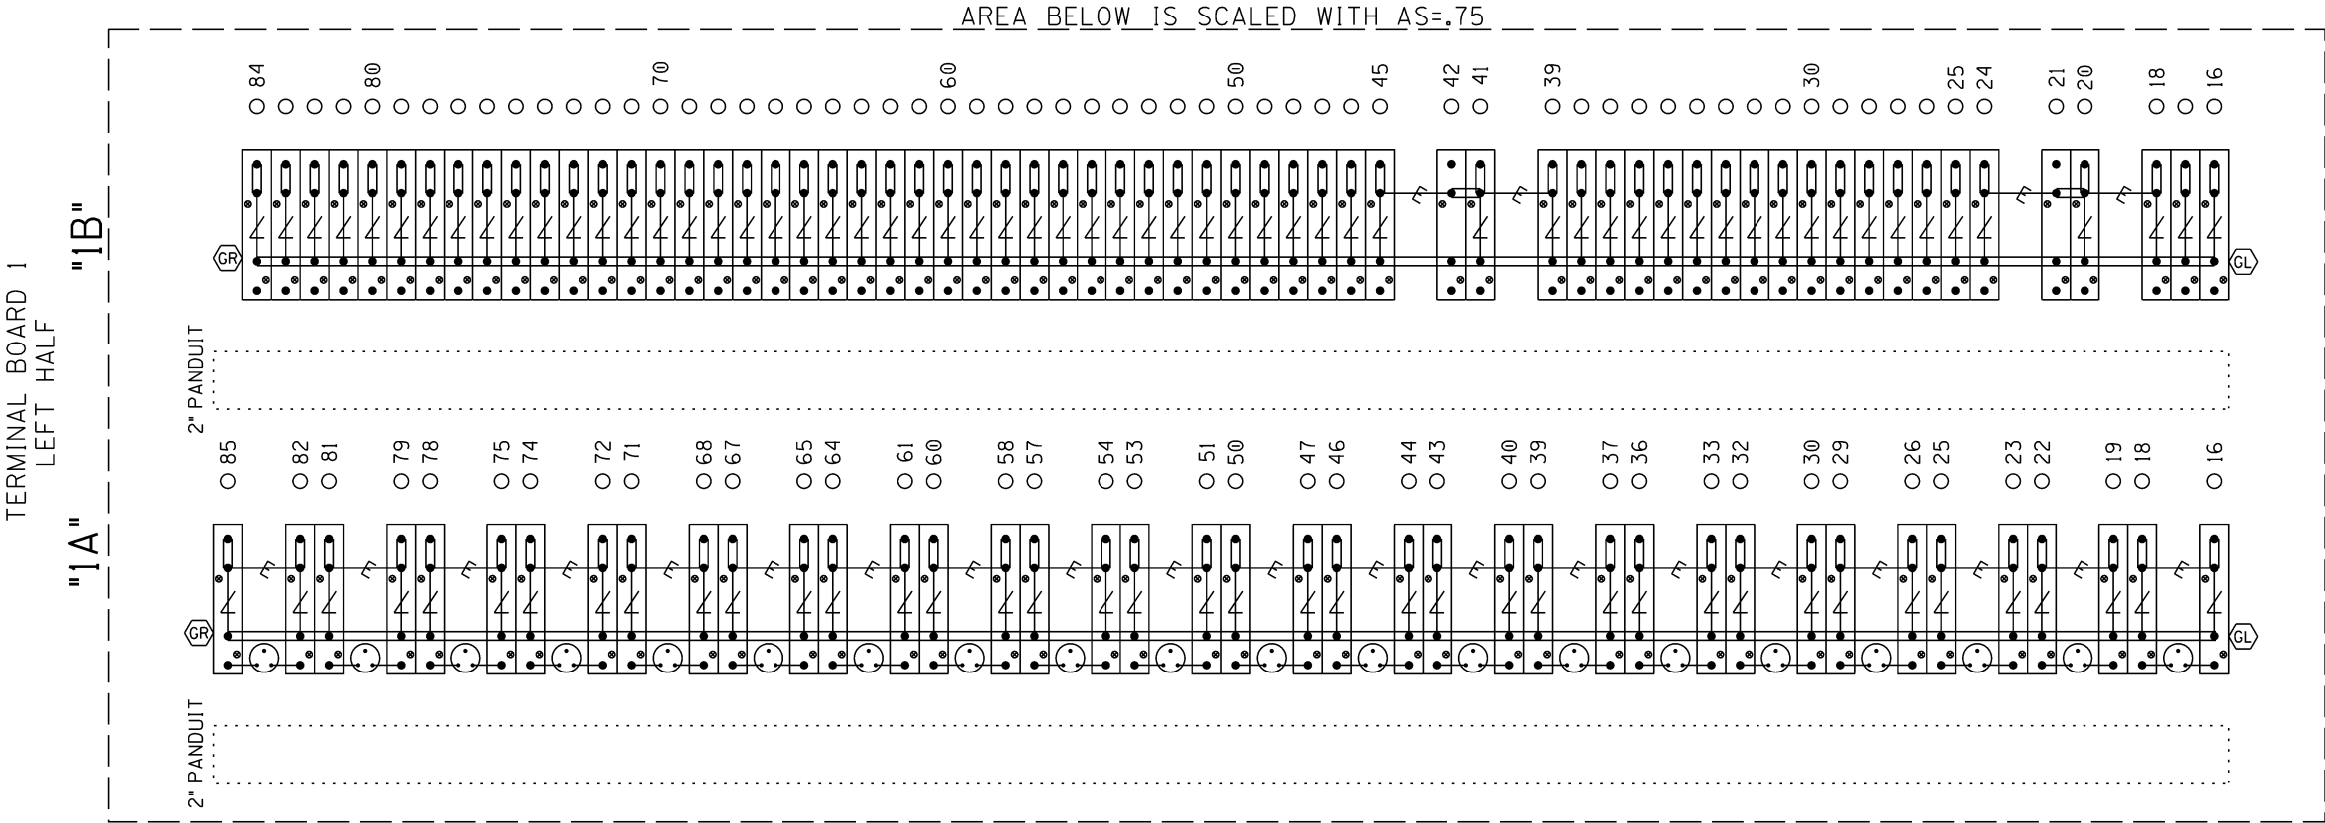 AREA BELOW IS SCALED WITH AS=.75
TERMINAL BOARD 1
LEFT HALF
"1B"
84 80 70 60 50 45 42 41 39 30 25 24 21 20 18 16
E E E E
GR GL
2" PANDUIT
"1A"
85 82 81 79 78 75 74 72 71 68 67 65 64 61 60 58 57 54 53 51 50 47 46 44 43 40 39 37 36 33 32 30 29 26 25 23 22 19 18 16
E E E E E E E E E E E E E E E E E E E E
GR GL
2" PANDUIT